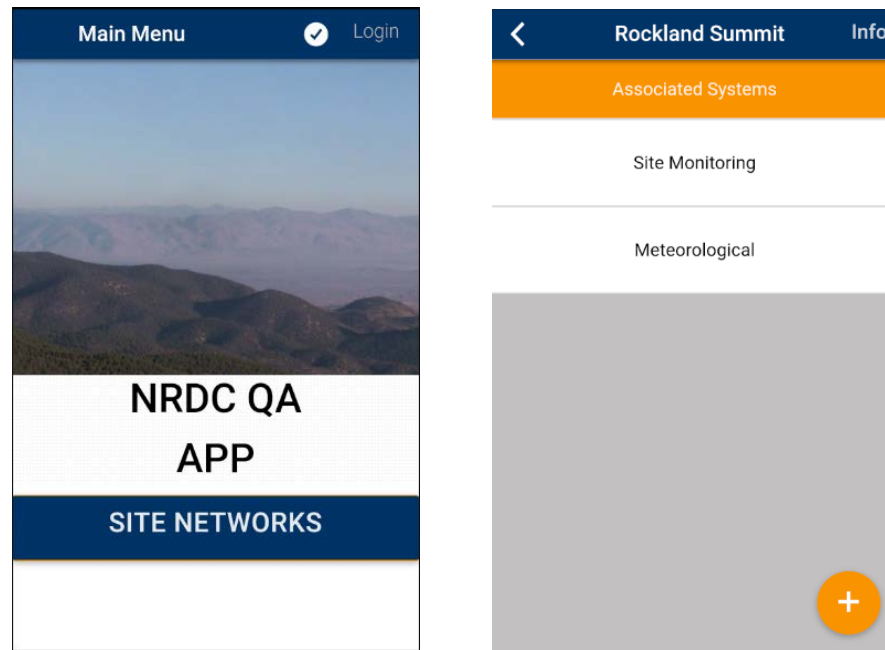 Main Menu
Login
NRDC QA
APP
SITE NETWORKS
Rockland Summit
Info
Associated Systems
Site Monitoring
Meteorological
+